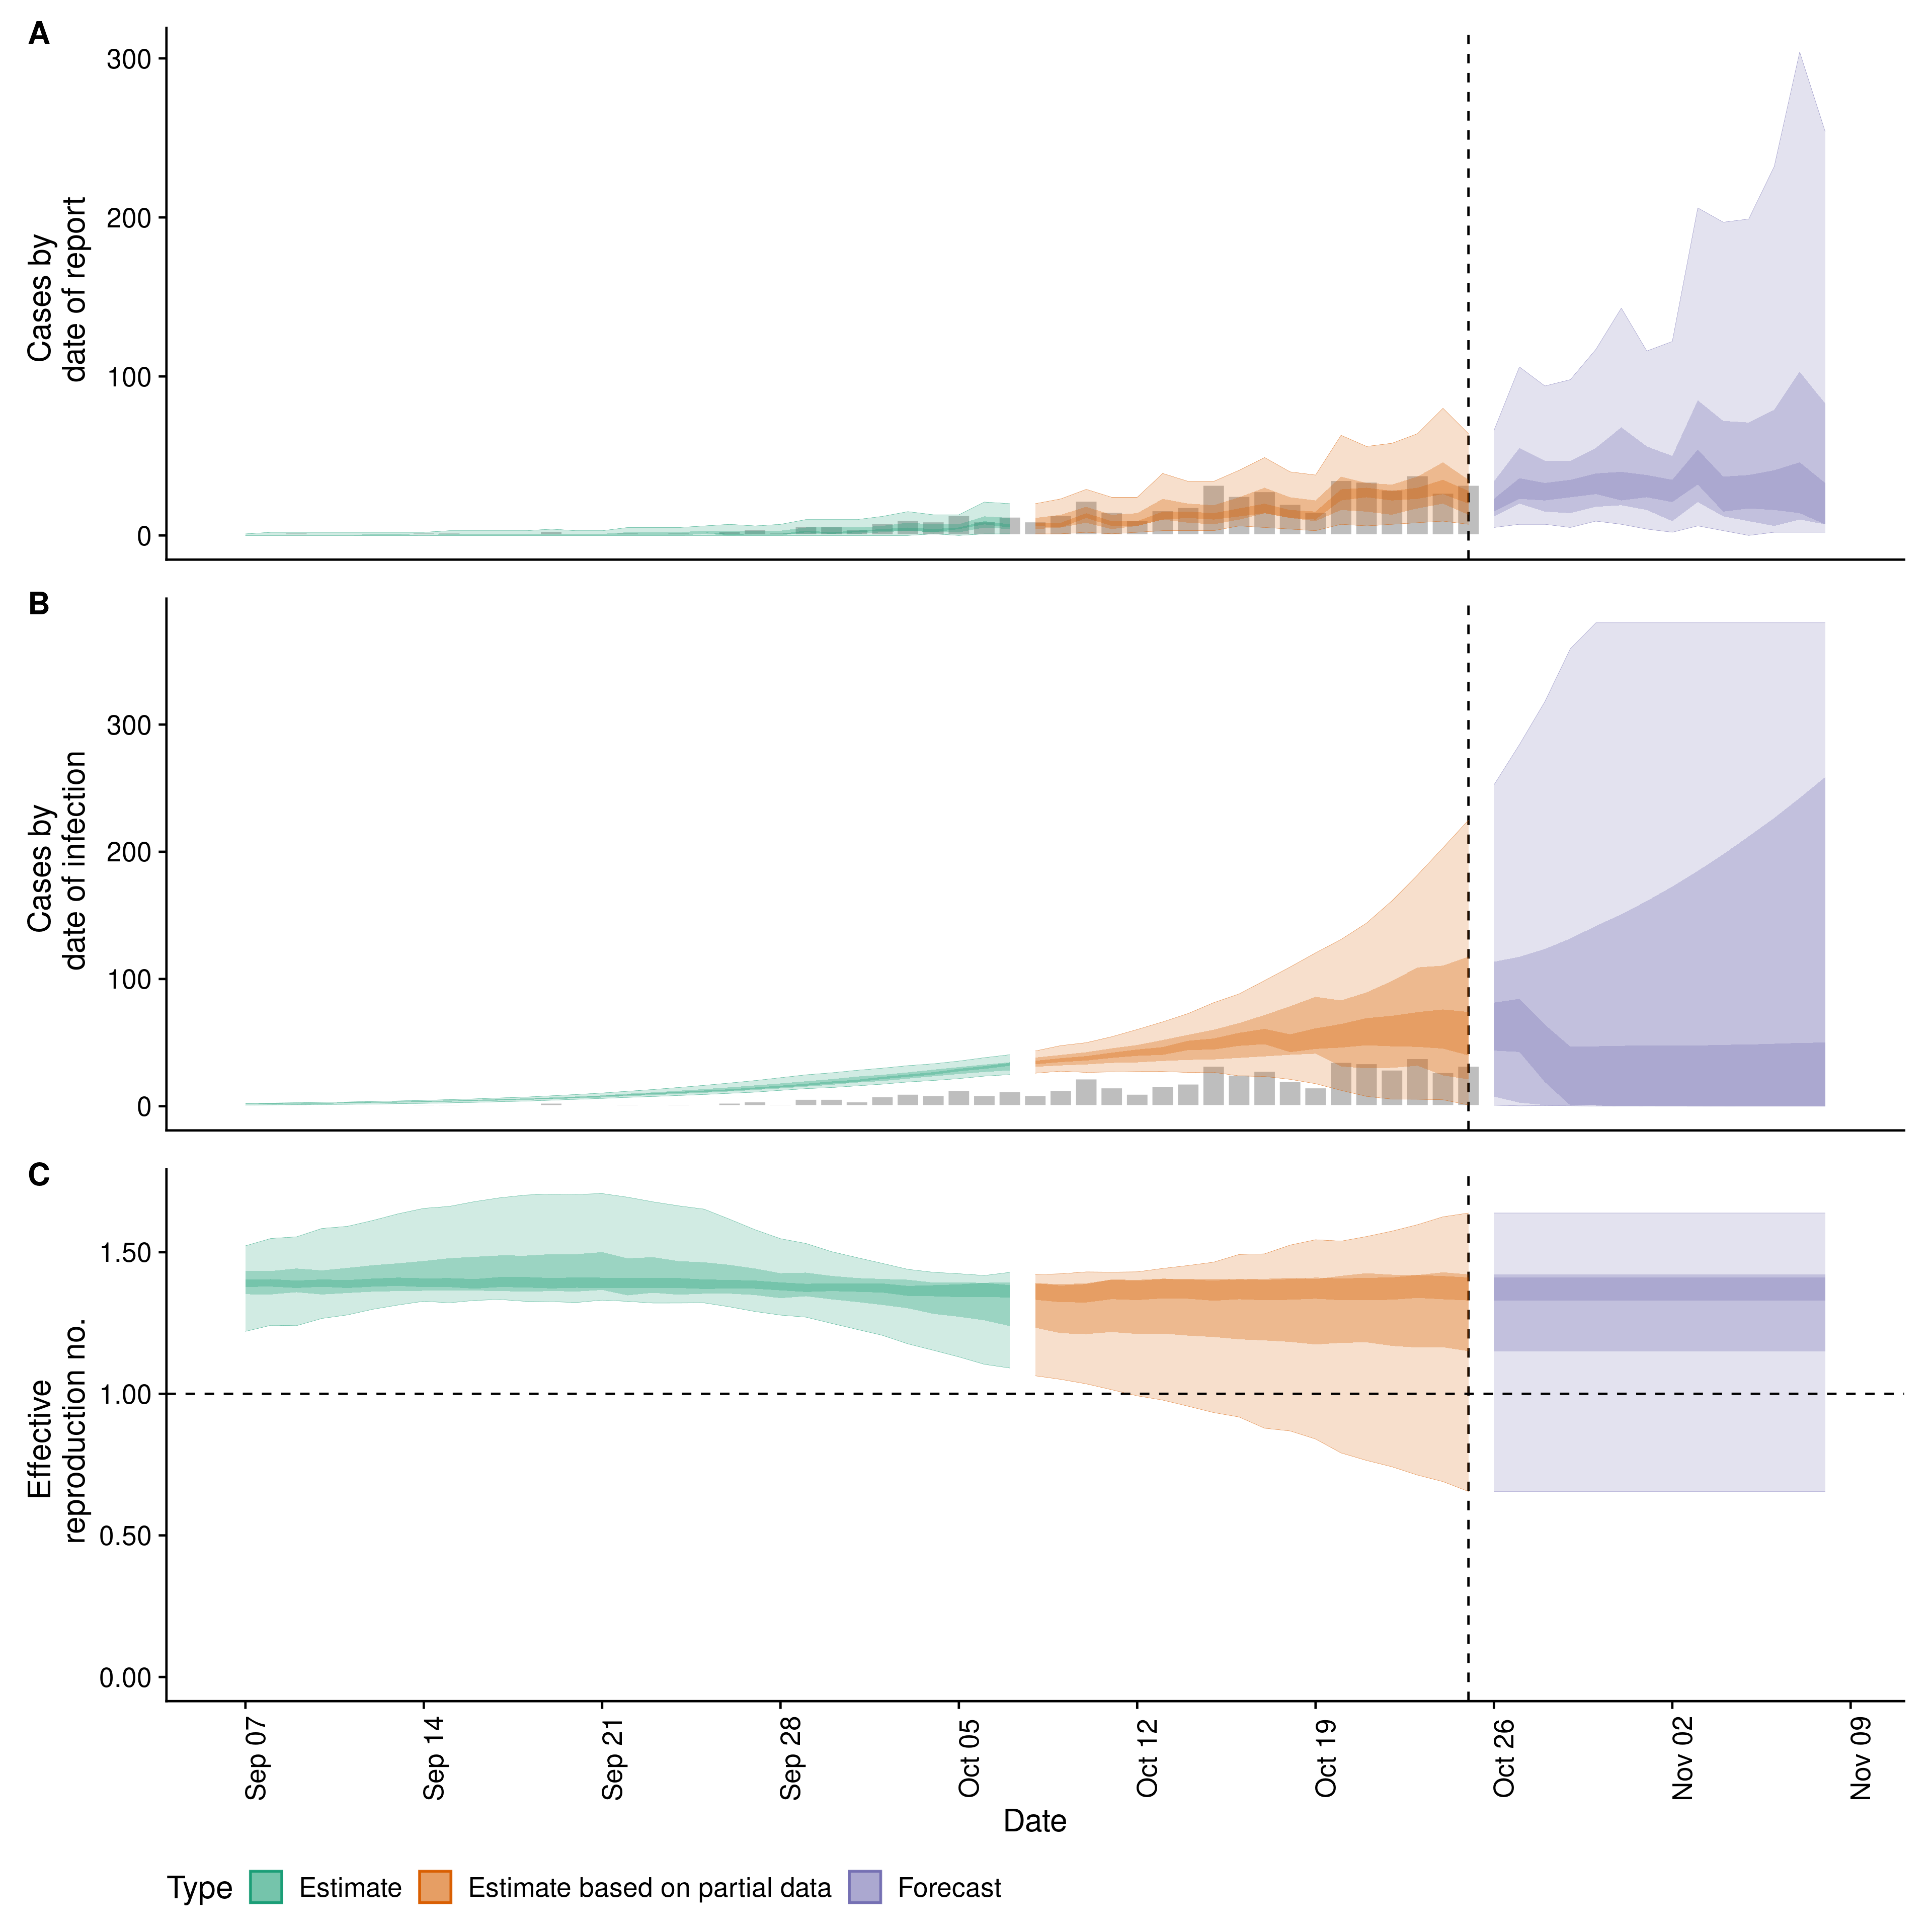 A
Cases by
date of report
300
200
100
0
B
Cases by
date of infection
300
200
100
0
C
Effective
reproduction no.
1.50
1.00
0.50
0.00
Sep 07
Sep 14
Sep 21
Sep 28
Oct 05
Oct 12
Oct 19
Oct 26
Nov 02
Nov 09
Date
Type Estimate Estimate based on partial data Forecast